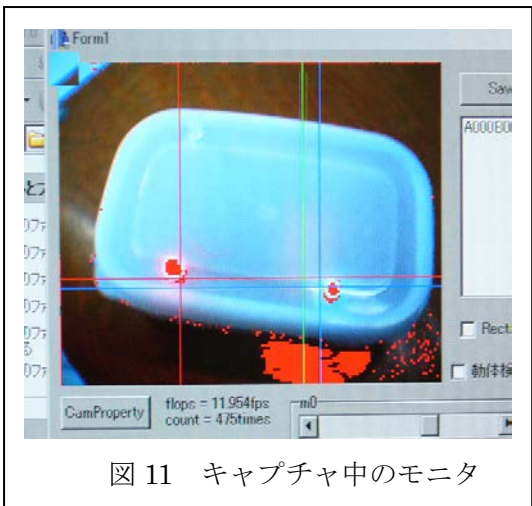 Form1
Sav
A000B00
Rect
動体検
CamProperty
flops = 11.954fps
count = 475times
m0
図 11　キャプチャ中のモニタ